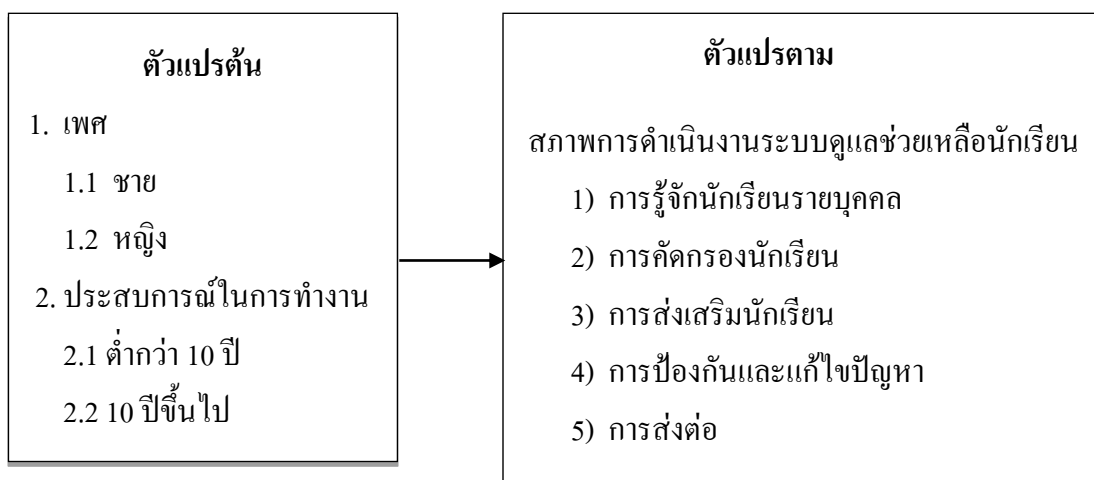 ตัวแปรต้น
1. เพศ
1.1 ชาย
1.2 หญิง
2. ประสบการณ์ในการทำงาน
2.1 ต่ำกว่า 10 ปี
2.2 10 ปีขึ้นไป
ตัวแปรตาม
สภาพการดำเนินงานระบบดูแลช่วยเหลือนักเรียน
1) การรู้จักนักเรียนรายบุคคล
2) การคัดกรองนักเรียน
3) การส่งเสริมนักเรียน
4) การป้องกันและแก้ไขปัญหา
5) การส่งต่อ